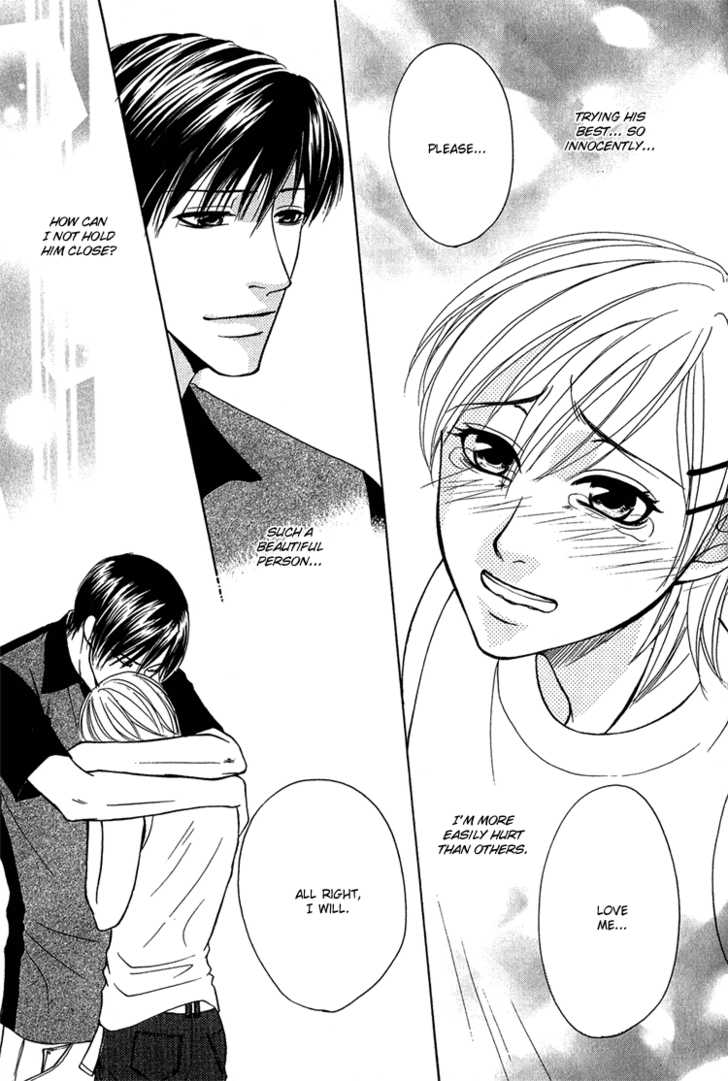 PLEASE...
TRYING HIS
BEST... SO
INNOCENTLY...
I'M MORE
EASILY HURT
THAN OTHERS.
LOVE
ME...
SUCH A
BEAUTIFUL
PERSON...
HOW CAN
I NOT HOLD
HIM CLOSE?
ALL RIGHT,
I WILL.